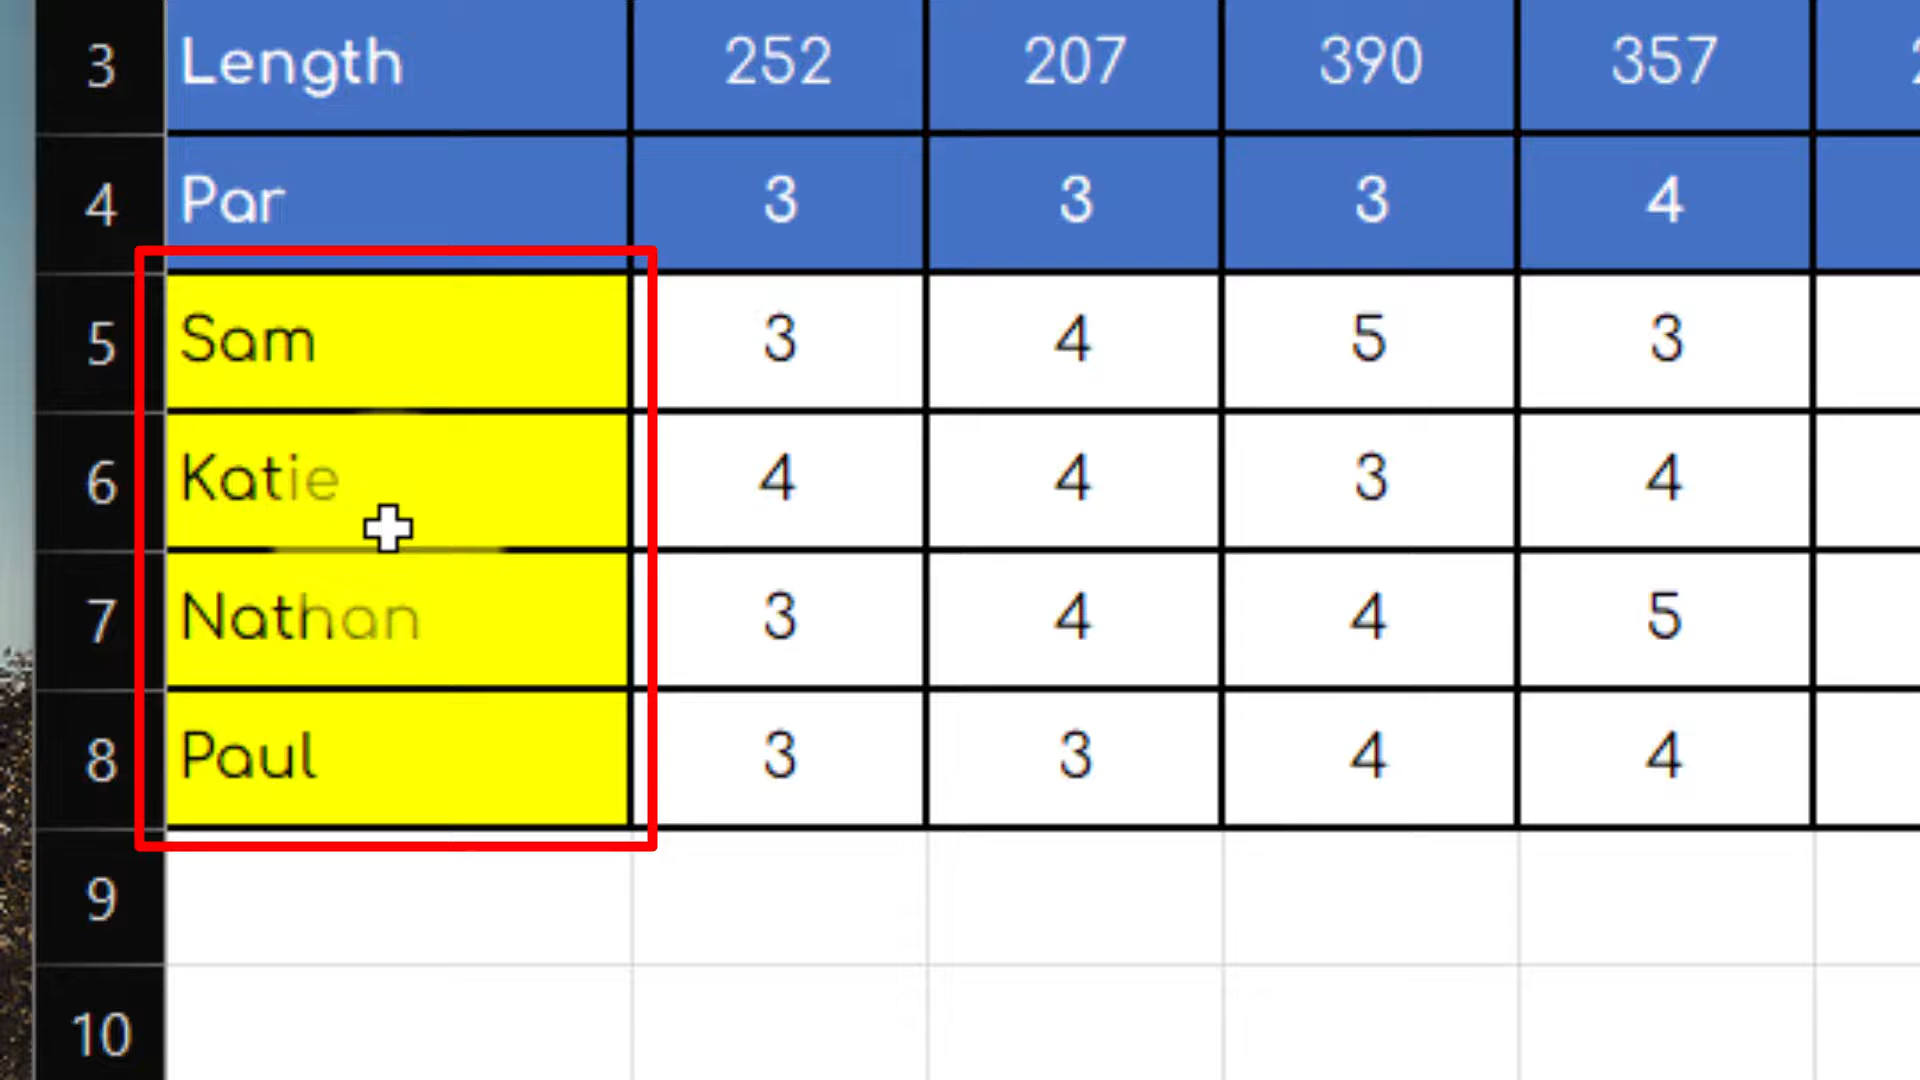 3 Length 252 207 390 357
4 Par 3 3 3 4
5 Sam 3 4 5 3
6 Katie 4 4 3 4
7 Nathan 3 4 4 5
8 Paul 3 3 4 4
9
10